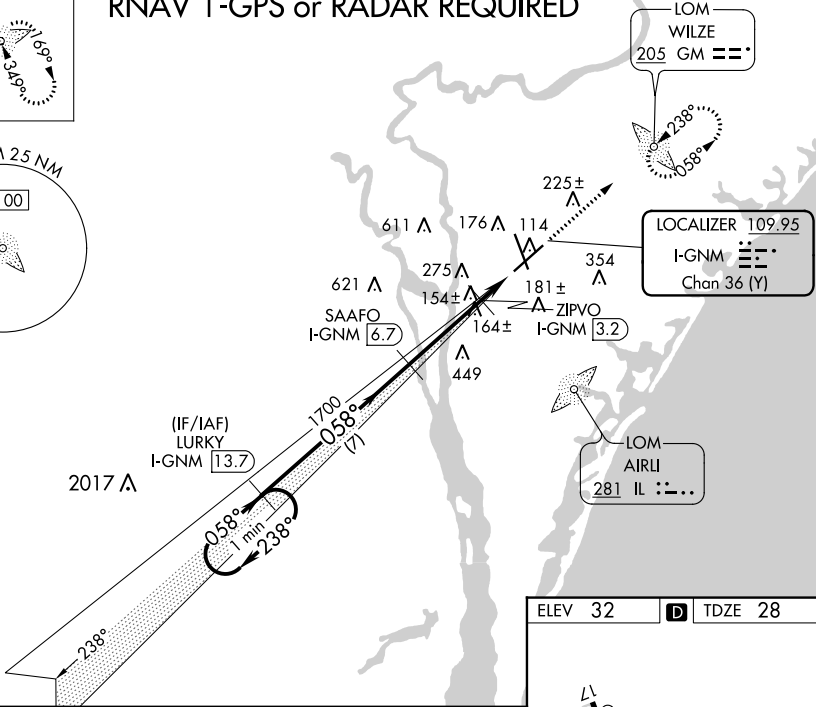 RNAV 1-GPS or RADAR REQUIRED
169°
349°
25 NM
00
LOM
WILZE
205 GM
238°
058°
225±
611
176
114
LOCALIZER 109.95
I-GNM
Chan 36 (Y)
354
275
621
154±
181±
ZIPVO
I-GNM 3.2
164±
SAAFO
I-GNM 6.7
449
1700
058°
(7)
(IF/IAF)
LURKY
I-GNM 13.7
LOM
AIRLI
281 IL
2017
058°
1 min
238°
238°
ELEV 32
D
TDZE 28
17